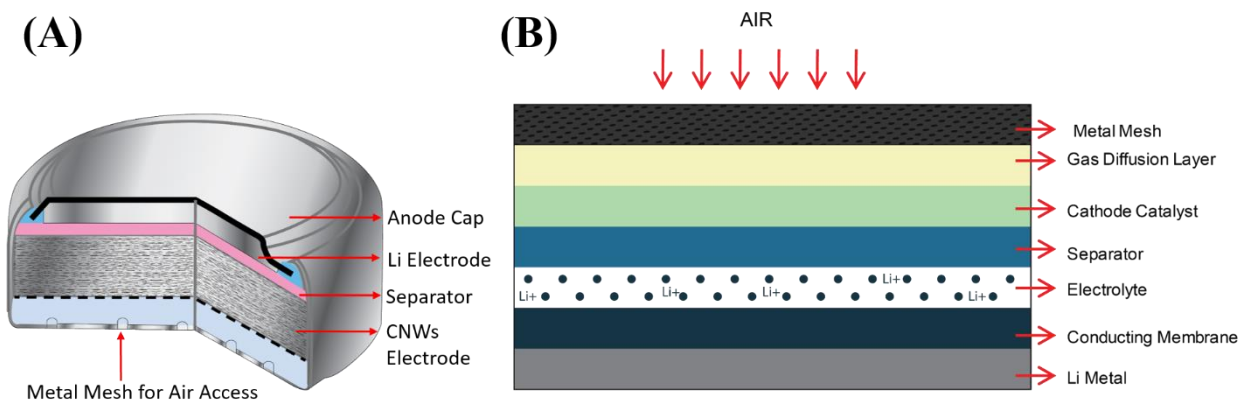 (A)
Anode Cap
Li Electrode
Separator
CNWs
Electrode
Metal Mesh for Air Access
(B)
AIR
Metal Mesh
Gas Diffusion Layer
Cathode Catalyst
Separator
Li+
Li+
Li+
Li+
Li+
Electrolyte
Conducting Membrane
Li Metal